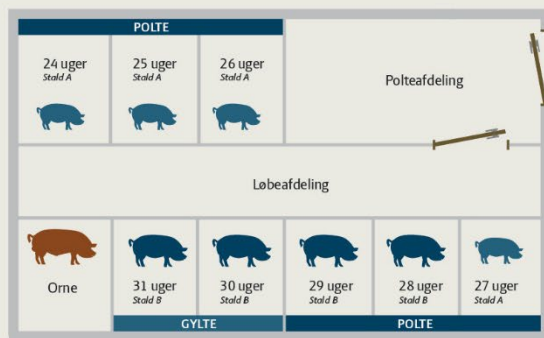 POLTE
24 uger
Stald A
25 uger
Stald A
26 uger
Stald A
Polteafdeling
Løbeafdeling
Orne
31 uger
Stald B
30 uger
Stald B
29 uger
Stald B
28 uger
Stald B
27 uger
Stald A
GYLTE
POLTE